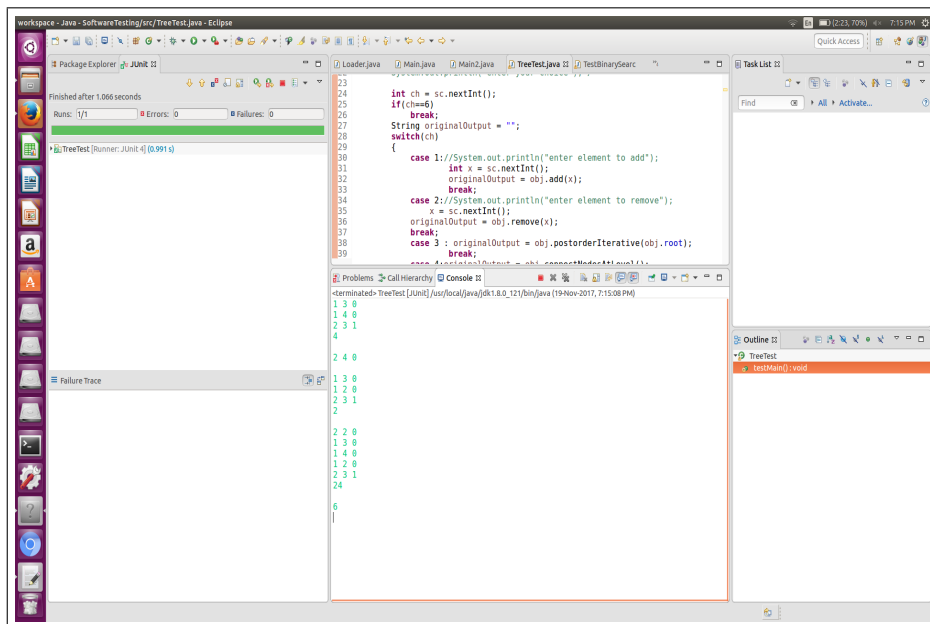 workspace - Java - SoftwareTesting/src/TreeTest.java - Eclipse
En (2:23, 70%) 7:15 PM
Quick Access
Package Explorer JUnit
Finished after 1.066 seconds
Runs: 1/1 Errors: 0 Failures: 0
TreeTest [Runner: JUnit 4] (0.991 s)
Failure Trace
Loader.java Main.java Main2.java TreeTest.java TestBinarySearc
23
24 int ch = sc.nextInt();
25 if(ch==6)
26 break;
27 String originalOutput = "";
28 switch(ch)
29 {
30 case 1://System.out.println("enter element to add");
31 int x = sc.nextInt();
32 originalOutput = obj.add(x);
33 break;
34 case 2://System.out.println("enter element to remove");
35 x = sc.nextInt();
36 originalOutput = obj.remove(x);
37 break;
38 case 3 : originalOutput = obj.postorderIterative(obj.root);
39 break;
Problems Call Hierarchy Console
<terminated> TreeTest [JUnit] /usr/local/java/jdk1.8.0_121/bin/java (19-Nov-2017, 7:15:08 PM)
1 3 0
1 4 0
2 3 1
4
2 4 0
1 3 0
1 2 0
2 3 1
2
2 2 0
1 3 0
1 4 0
1 2 0
2 3 1
24
6
Task List
Find All Activate...
Outline
TreeTest
testMain() : void